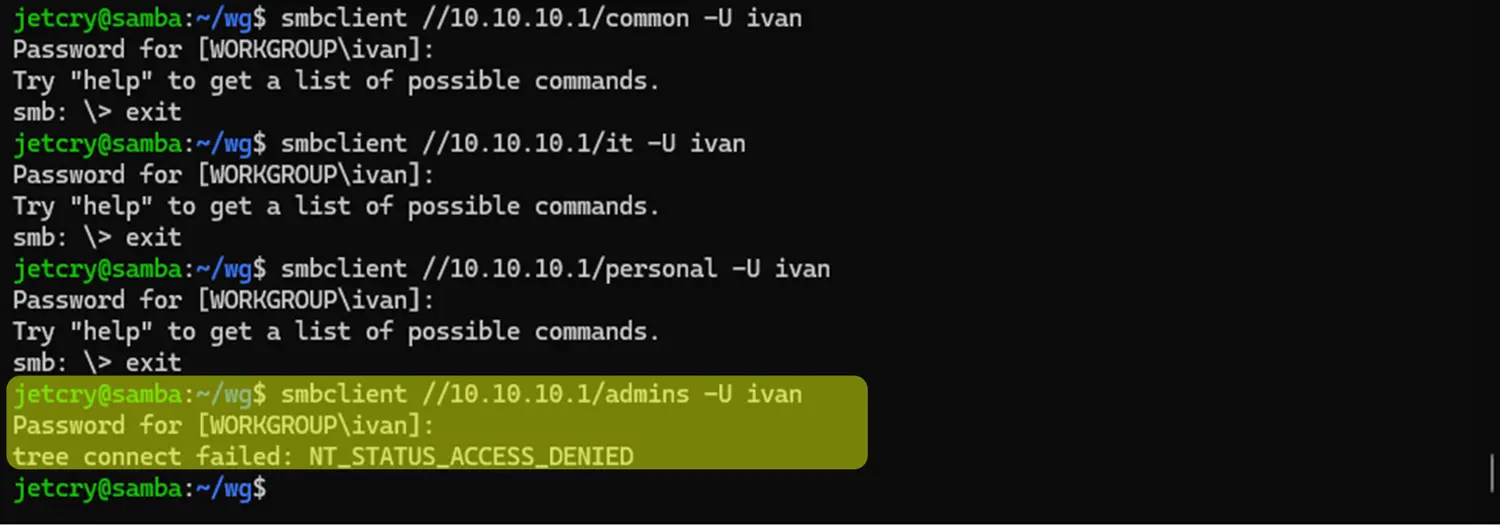 jetcry@samba:~/wg$ smbclient //10.10.10.1/common -U ivan
Password for [WORKGROUP\ivan]:
Try "help" to get a list of possible commands.
smb: \> exit
jetcry@samba:~/wg$ smbclient //10.10.10.1/it -U ivan
Password for [WORKGROUP\ivan]:
Try "help" to get a list of possible commands.
smb: \> exit
jetcry@samba:~/wg$ smbclient //10.10.10.1/personal -U ivan
Password for [WORKGROUP\ivan]:
Try "help" to get a list of possible commands.
smb: \> exit
jetcry@samba:~/wg$ smbclient //10.10.10.1/admins -U ivan
Password for [WORKGROUP\ivan]:
tree connect failed: NT_STATUS_ACCESS_DENIED
jetcry@samba:~/wg$